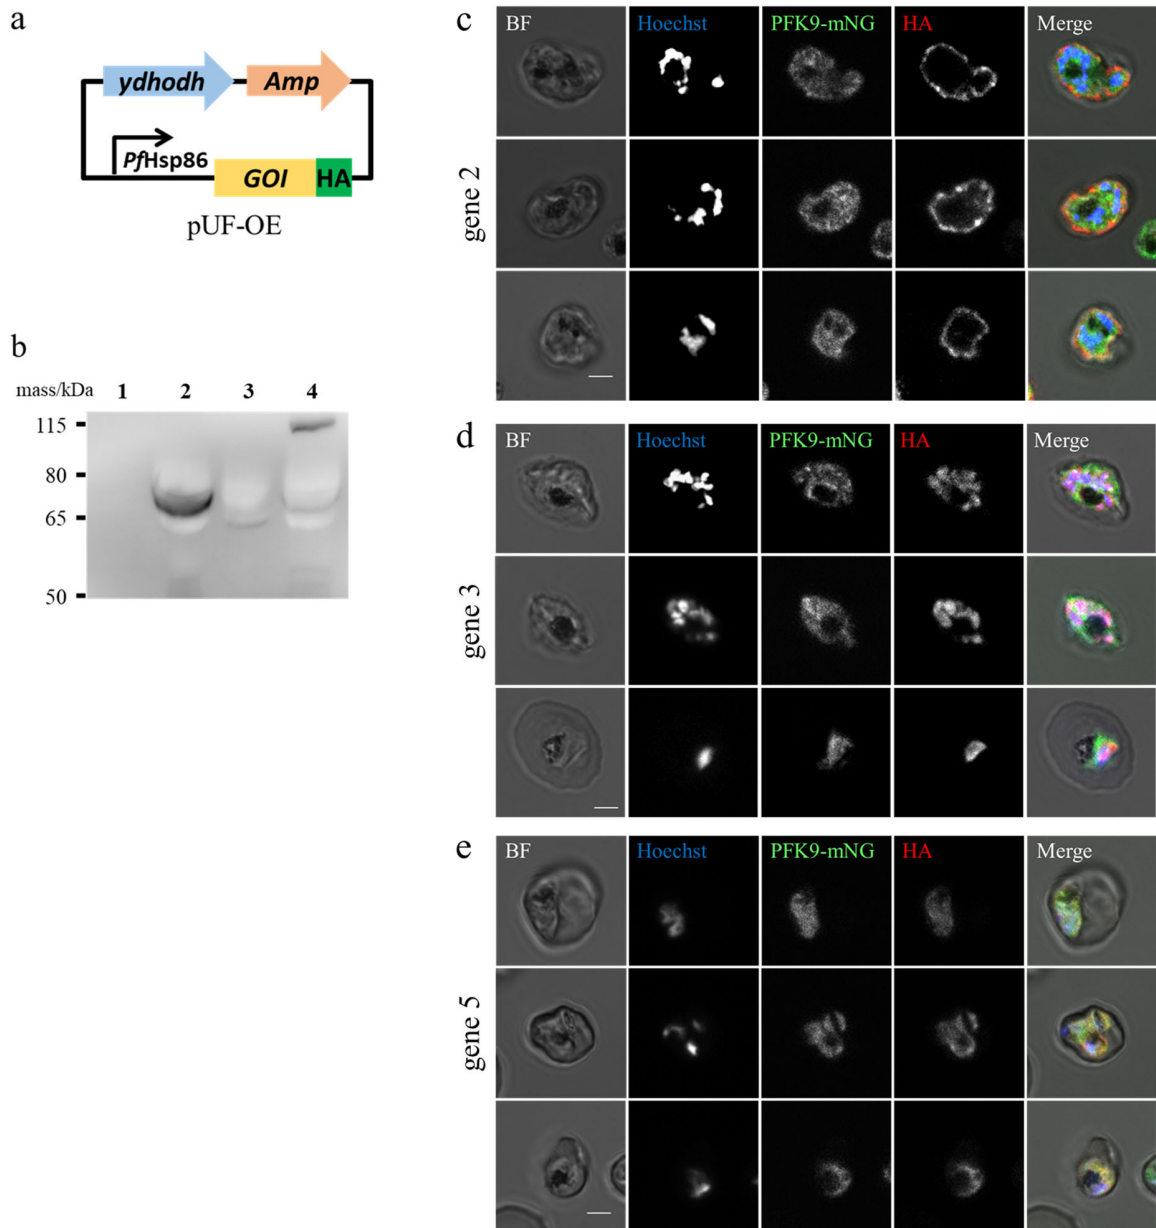 a
ydhodh Amp
PfHsp86
GOI HA
pUF-OE
b
mass/kDa 1 2 3 4
115
80
65
50
c
BF Hoechst PFK9-mNG HA Merge
gene 2
d
BF Hoechst PFK9-mNG HA Merge
gene 3
e
BF Hoechst PFK9-mNG HA Merge
gene 5